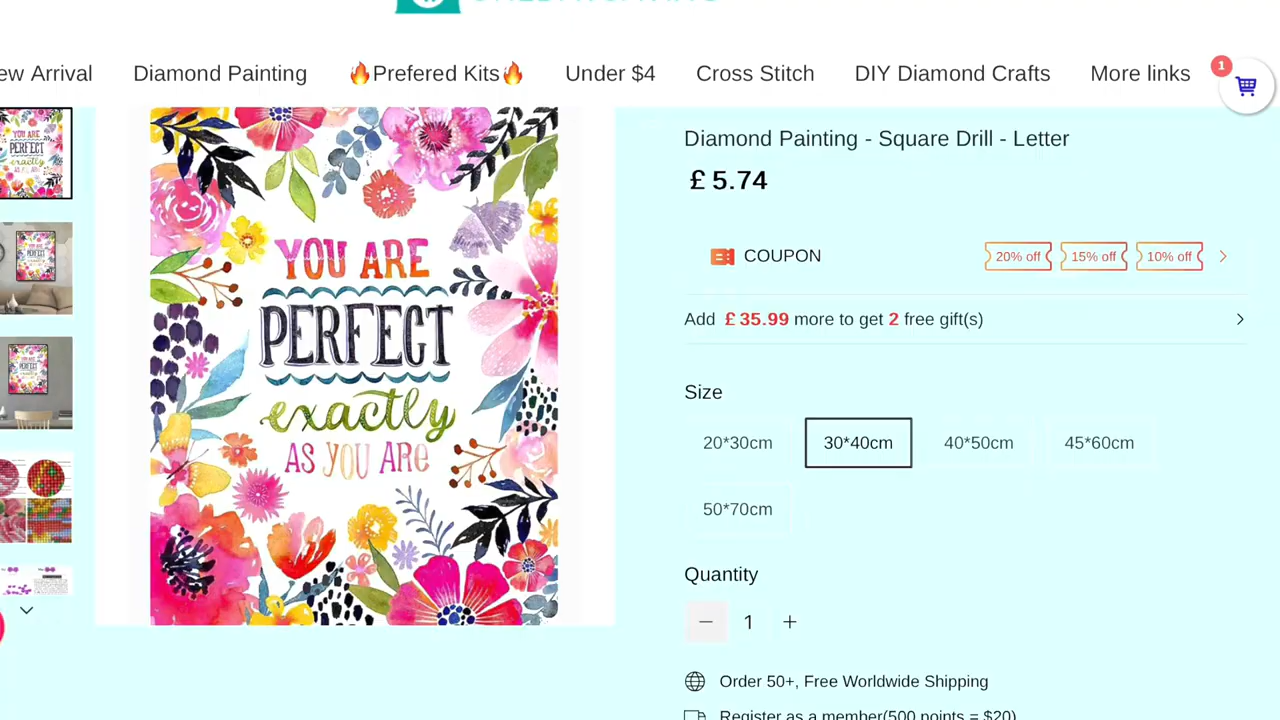 ew Arrival
Diamond Painting
🔥Prefered Kits🔥
Under $4
Cross Stitch
DIY Diamond Crafts
More links
1
YOU ARE
PERFECT
exactly
AS YOU ARE
Diamond Painting - Square Drill - Letter
£ 5.74
COUPON
20% off
15% off
10% off
Add £ 35.99 more to get 2 free gift(s)
Size
20*30cm
30*40cm
40*50cm
45*60cm
50*70cm
Quantity
1
Order 50+, Free Worldwide Shipping
Register as a member(500 points = $20)